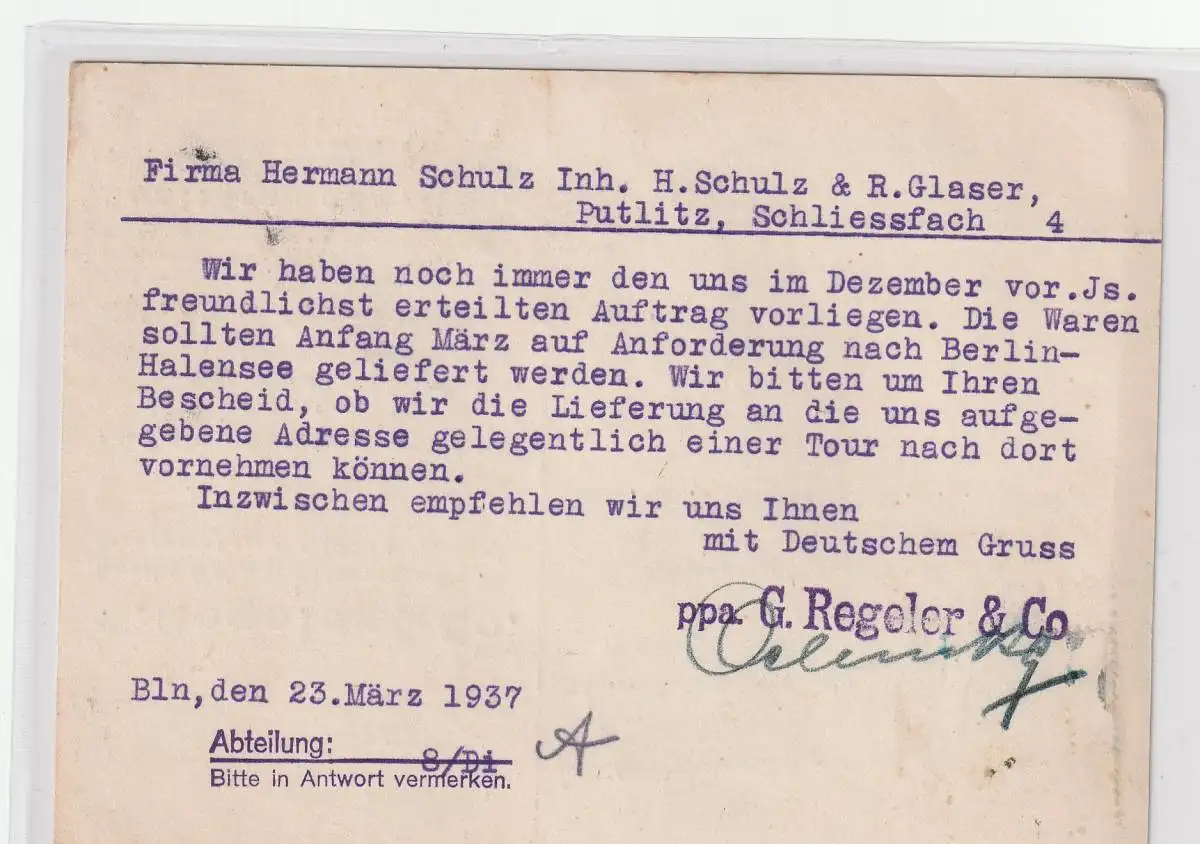 Firma Hermann Schulz Inh. H.Schulz & R.Glaser,
Putlitz, Schliessfach 4
Wir haben noch immer den uns im Dezember vor.Js.
freundlichst erteilten Auftrag vorliegen. Die Waren
sollten Anfang März auf Anforderung nach Berlin-
Halensee geliefert werden. Wir bitten um Ihren
Bescheid, ob wir die Lieferung an die uns aufge-
gebene Adresse gelegentlich einer Tour nach dort
vornehmen können.
Inzwischen empfehlen wir uns Ihnen
mit Deutschem Gruss
ppa. G. Regeler & Co
Bln,den 23.März 1937
Abteilung: 8/Di A
Bitte in Antwort vermerken.